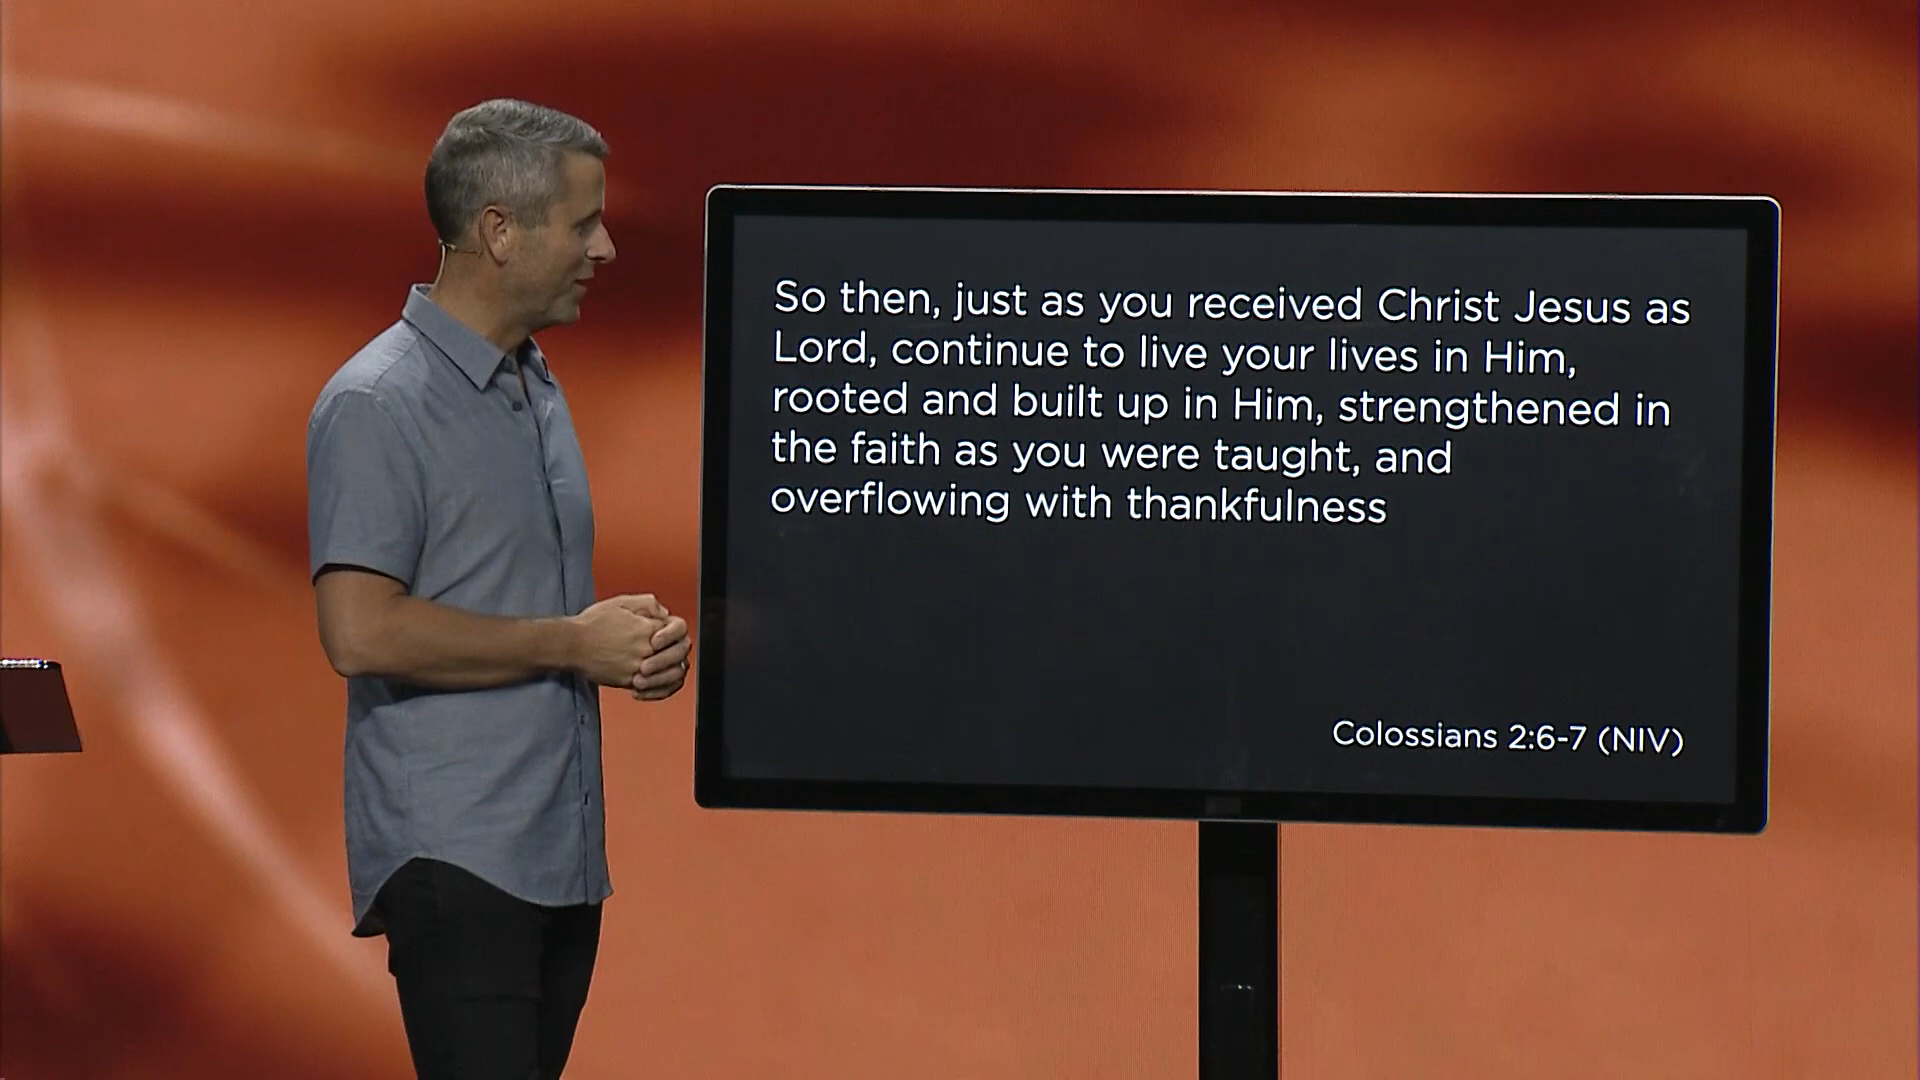 So then, just as you received Christ Jesus as
Lord, continue to live your lives in Him,
rooted and built up in Him, strengthened in
the faith as you were taught, and
overflowing with thankfulness
Colossians 2:6-7 (NIV)